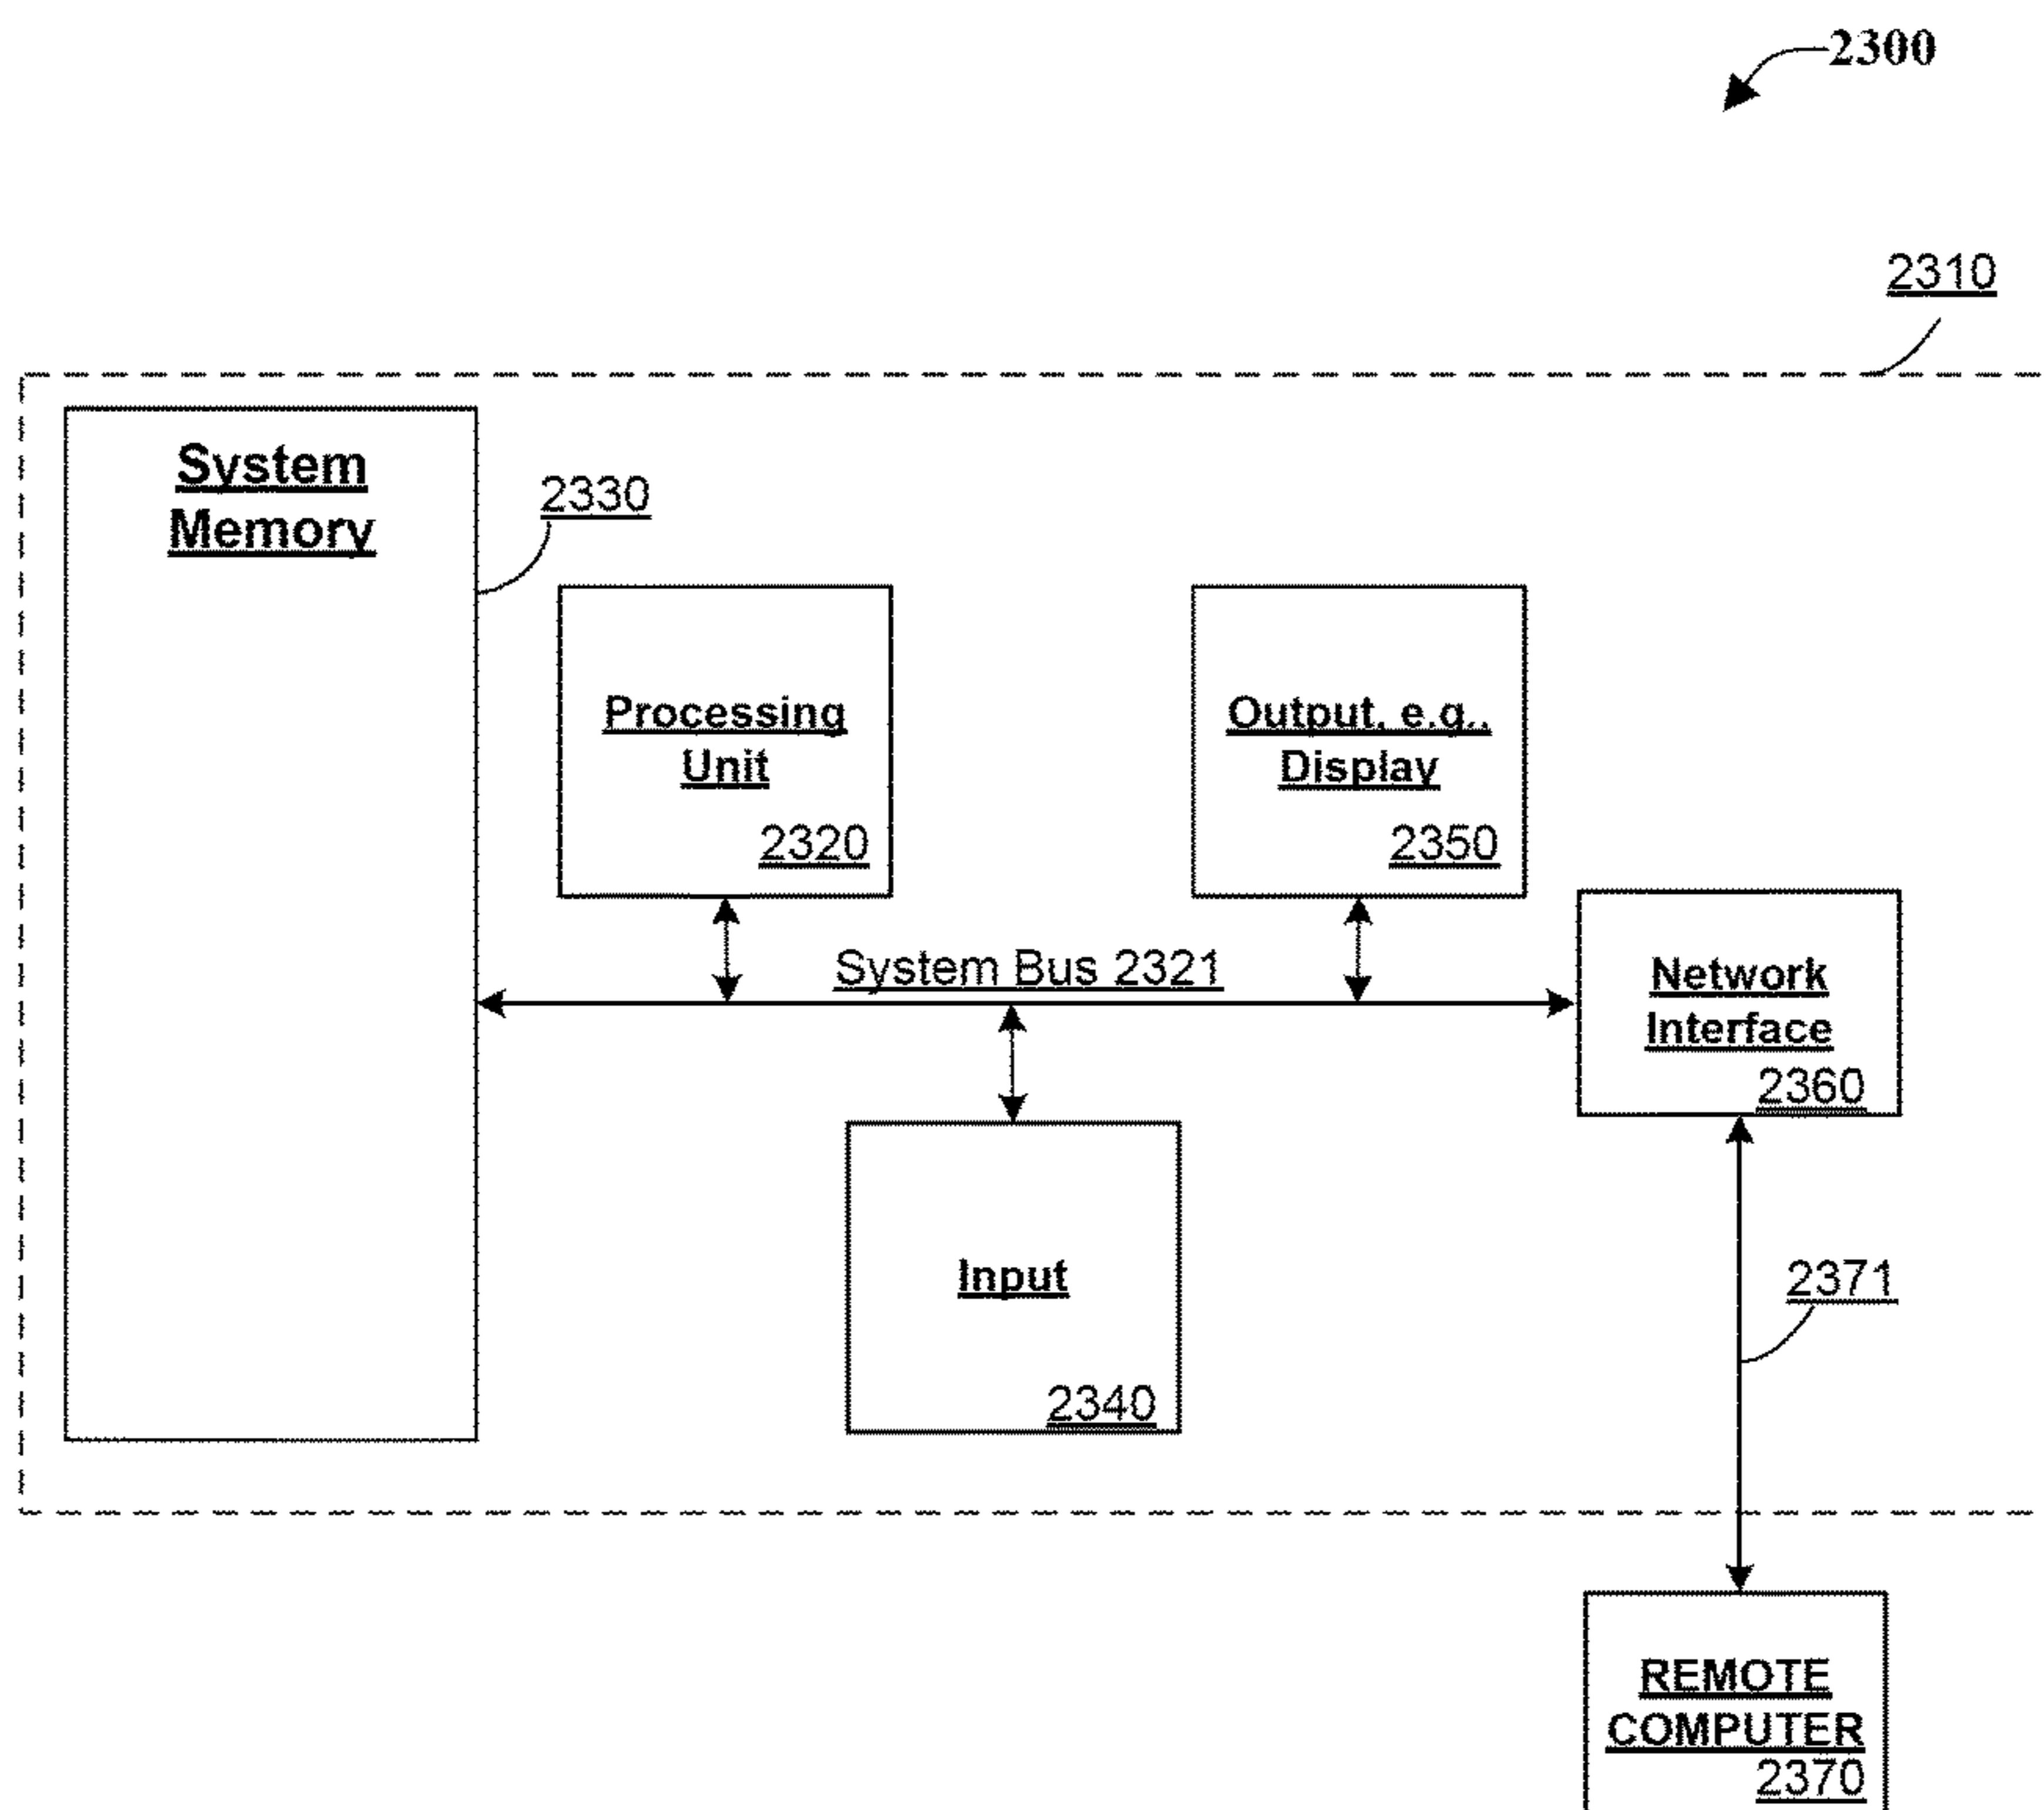 2300
2310
System
Memory
2330
Processing
Unit
2320
Output, e.g.,
Display
2350
System Bus 2321
Network
Interface
2360
Input
2340
2371
REMOTE
COMPUTER
2370